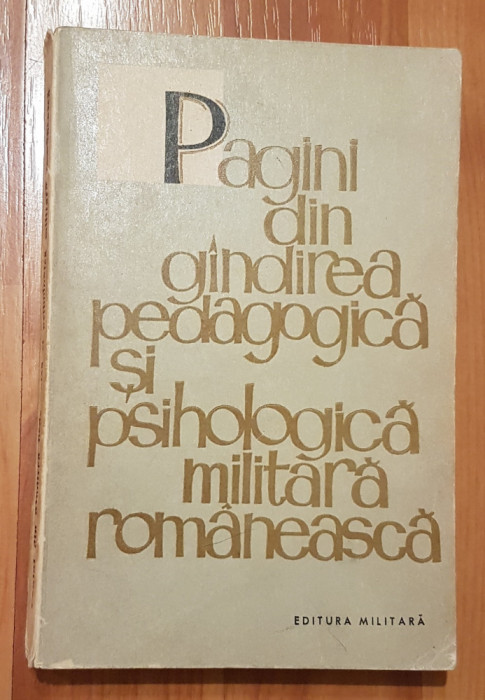 Pagini
din
gîndirea
pedagogică
și
psihologică
militară
românească
EDITURA MILITARĂ